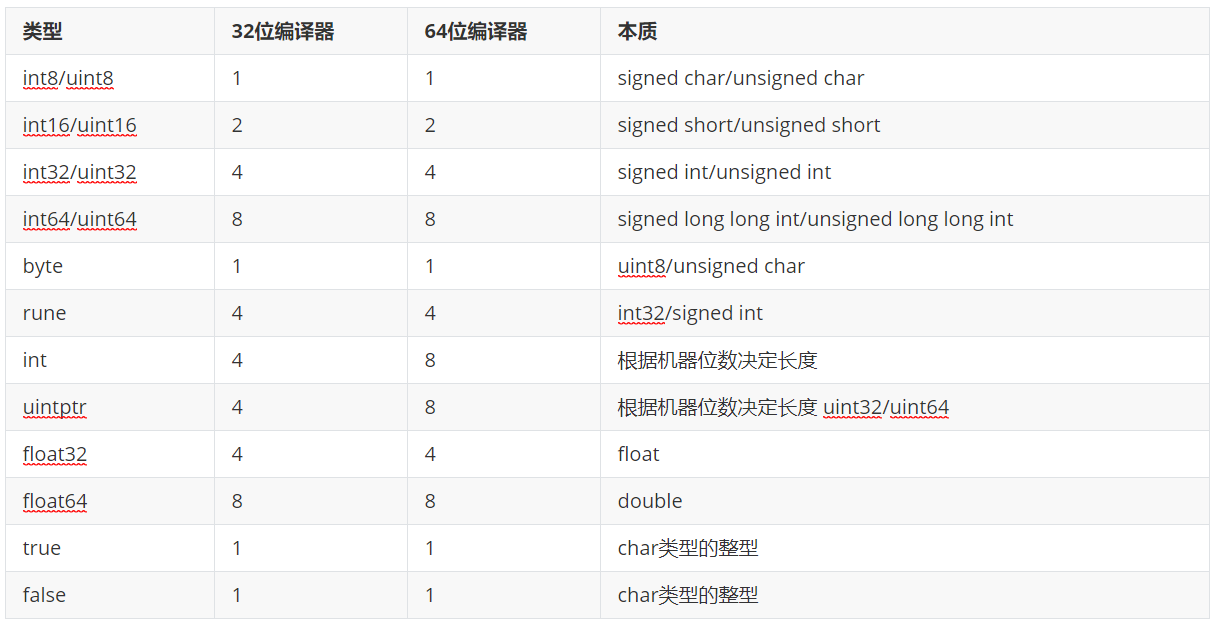 类型 32位编译器 64位编译器 本质
int8/uint8 1 1 signed char/unsigned char
int16/uint16 2 2 signed short/unsigned short
int32/uint32 4 4 signed int/unsigned int
int64/uint64 8 8 signed long long int/unsigned long long int
byte 1 1 uint8/unsigned char
rune 4 4 int32/signed int
int 4 8 根据机器位数决定长度
uintptr 4 8 根据机器位数决定长度 uint32/uint64
float32 4 4 float
float64 8 8 double
true 1 1 char类型的整型
false 1 1 char类型的整型